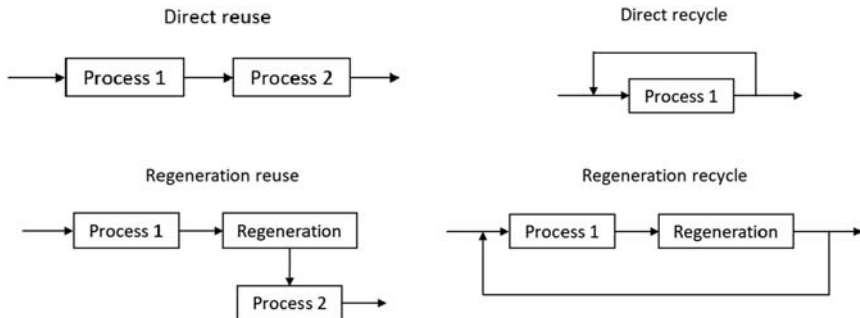 Direct reuse
Process 1
Process 2
Direct recycle
Process 1
Regeneration reuse
Process 1
Regeneration
Process 2
Regeneration recycle
Process 1
Regeneration